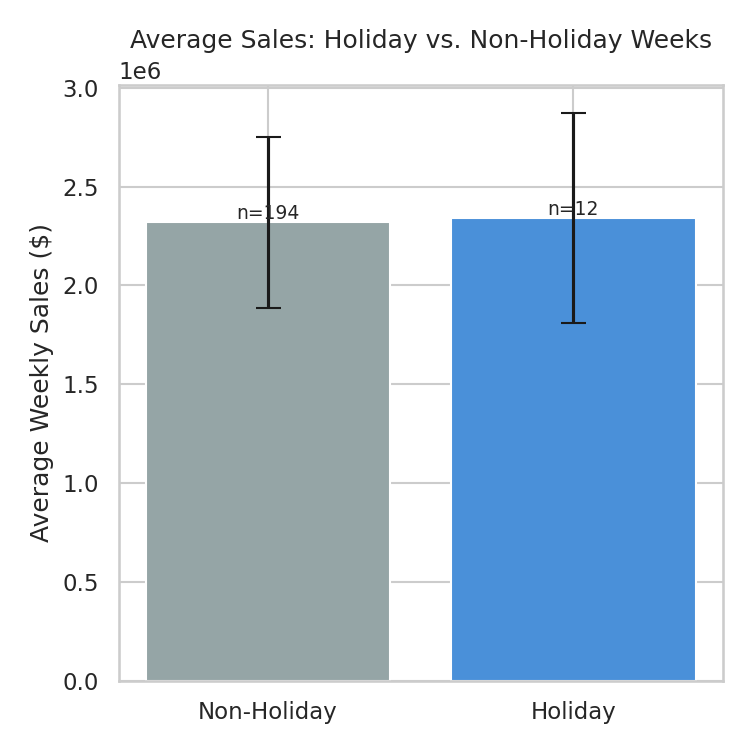 Average Sales: Holiday vs. Non-Holiday Weeks
1e6
3.0
2.5
2.0
1.5
1.0
0.5
0.0
Average Weekly Sales ($)
n=194
n=12
Non-Holiday
Holiday